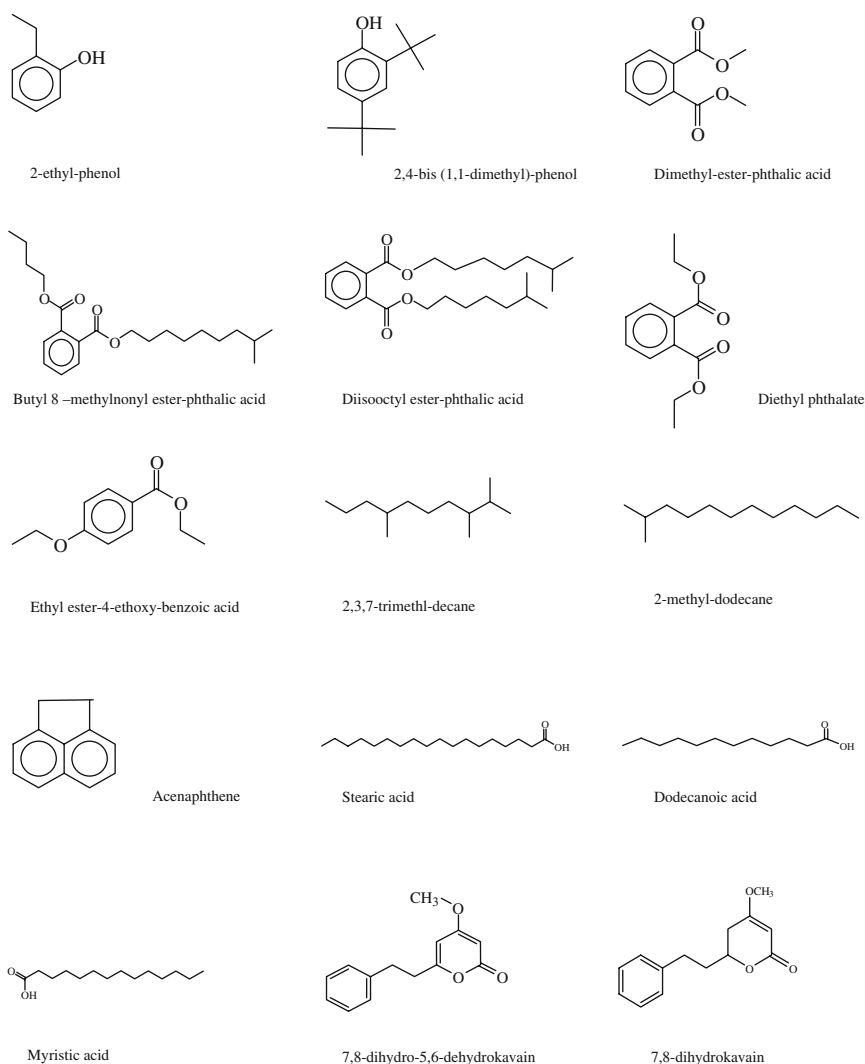 OH
OH
O
O
O
O
2-ethyl-phenol
2,4-bis (1,1-dimethyl)-phenol
Dimethyl-ester-phthalic acid
O
O
O
O
O
O
O
O
O
O
O
O
Butyl 8 –methylnonyl ester-phthalic acid
Diisooctyl ester-phthalic acid
Diethyl phthalate
O
O
O
Ethyl ester-4-ethoxy-benzoic acid
2,3,7-trimethl-decane
2-methyl-dodecane
O
OH
O
OH
Acenaphthene
Stearic acid
Dodecanoic acid
O
OH
CH3
O
O
O
OCH3
O
O
Myristic acid
7,8-dihydro-5,6-dehydrokavain
7,8-dihydrokavain